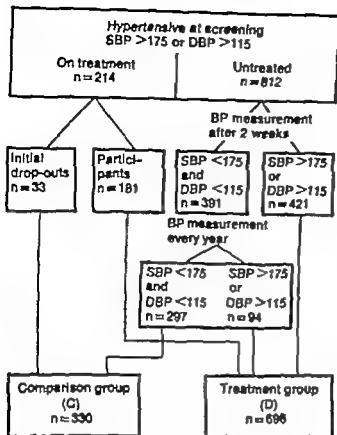 Hypertensive at screening
SBP >175 or DBP >115
On treatment
n=214
Untreated
n=812
BP measurement
after 2 weeks
Initial
drop-outs
n=33
Partici-
pants
n=181
SBP <175
and
DBP <115
n=391
SBP >175
or
DBP >115
n=421
BP measurement
every year
SBP <175
and
DBP <115
n=297
SBP >175
or
DBP >115
n=94
Comparison group
(C)
n=330
Treatment group
(D)
n=696